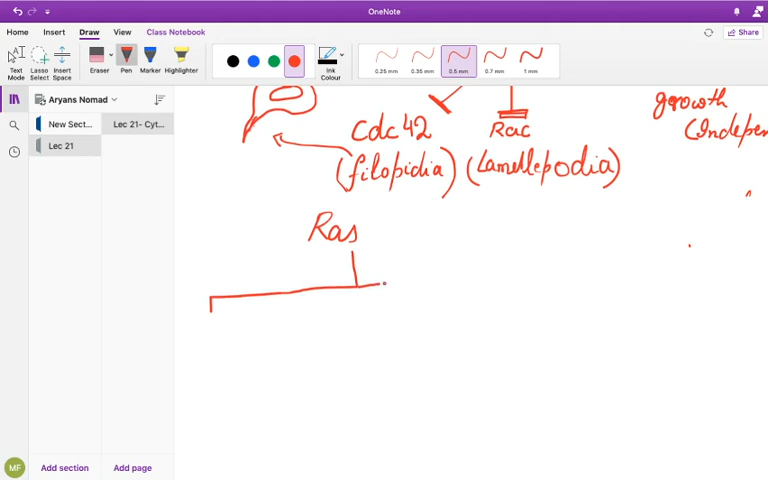 OneNote
Home Insert Draw View Class Notebook
Share
Text Mode
Lasso Select
Insert Space
Eraser
Pen
Marker
Highlighter
Ink Colour
0.25 mm
0.35 mm
0.5 mm
0.7 mm
1 mm
Aryans Nomad
New Sect...
Lec 21- Cyt...
Lec 21
growth
(Indepen
Cdc 42
Rac
(filopidia) (Lamellepodia)
Ras
MF
Add section
Add page